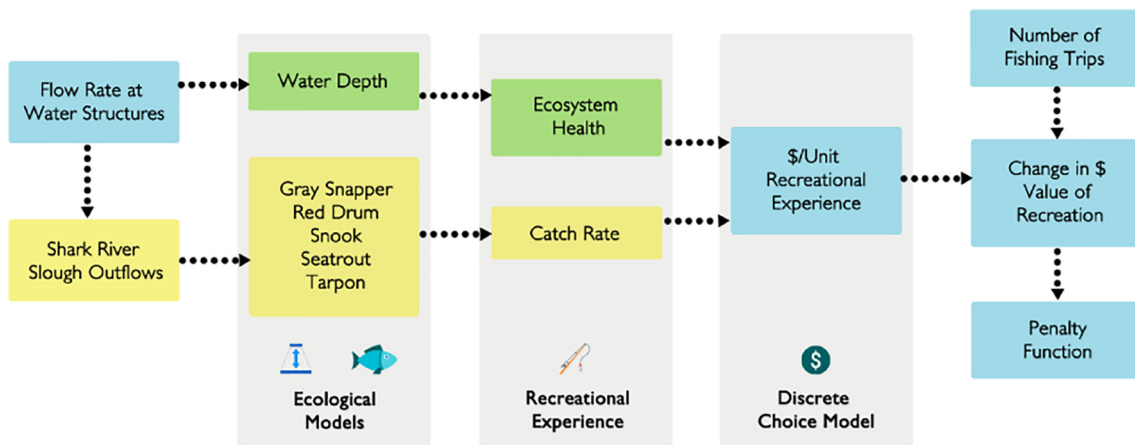 Flow Rate at
Water Structures
Shark River
Slough Outflows
Water Depth
Gray Snapper
Red Drum
Snook
Seatrout
Tarpon
Ecological
Models
Ecosystem
Health
Catch Rate
Recreational
Experience
$/Unit
Recreational
Experience
$
Discrete
Choice Model
Number of
Fishing Trips
Change in $
Value of
Recreation
Penalty
Function